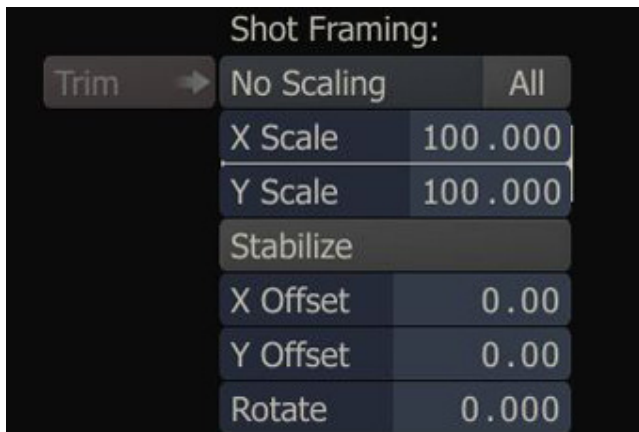 Shot Framing:
Trim No Scaling All
X Scale 100.000
Y Scale 100.000
Stabilize
X Offset 0.00
Y Offset 0.00
Rotate 0.000